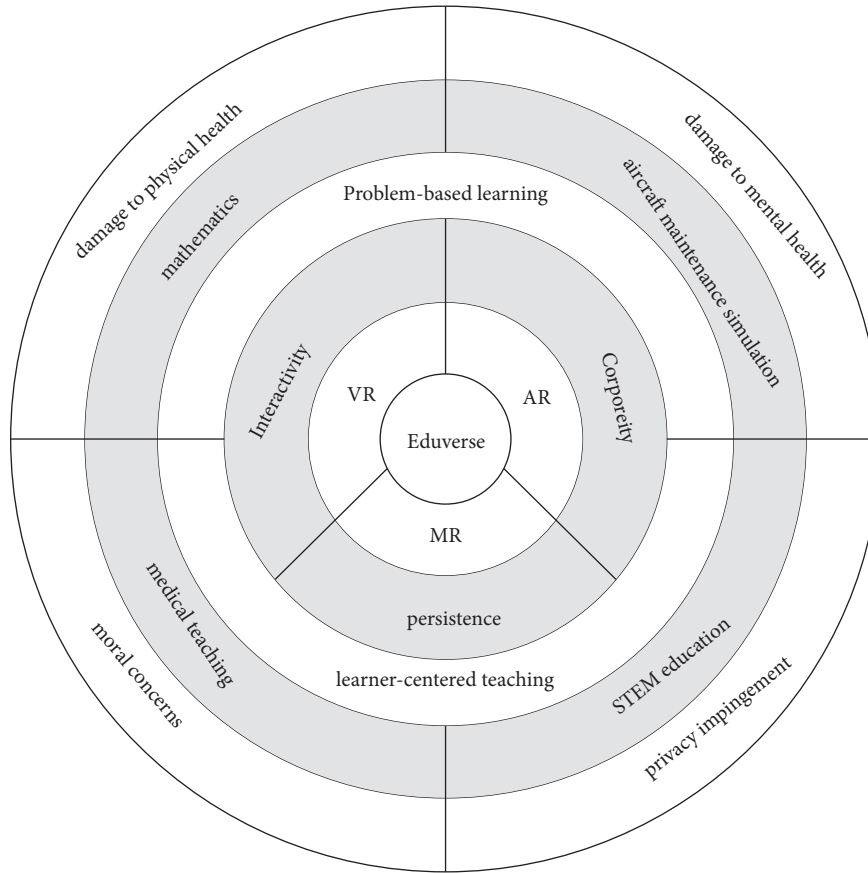 damage to physical health
damage to mental health
mathematics
aircraft maintenance simulation
Problem-based learning
Interactivity
Corporeity
VR
AR
Eduverse
MR
persistence
learner-centered teaching
medical teaching
STEM education
moral concerns
privacy impingement